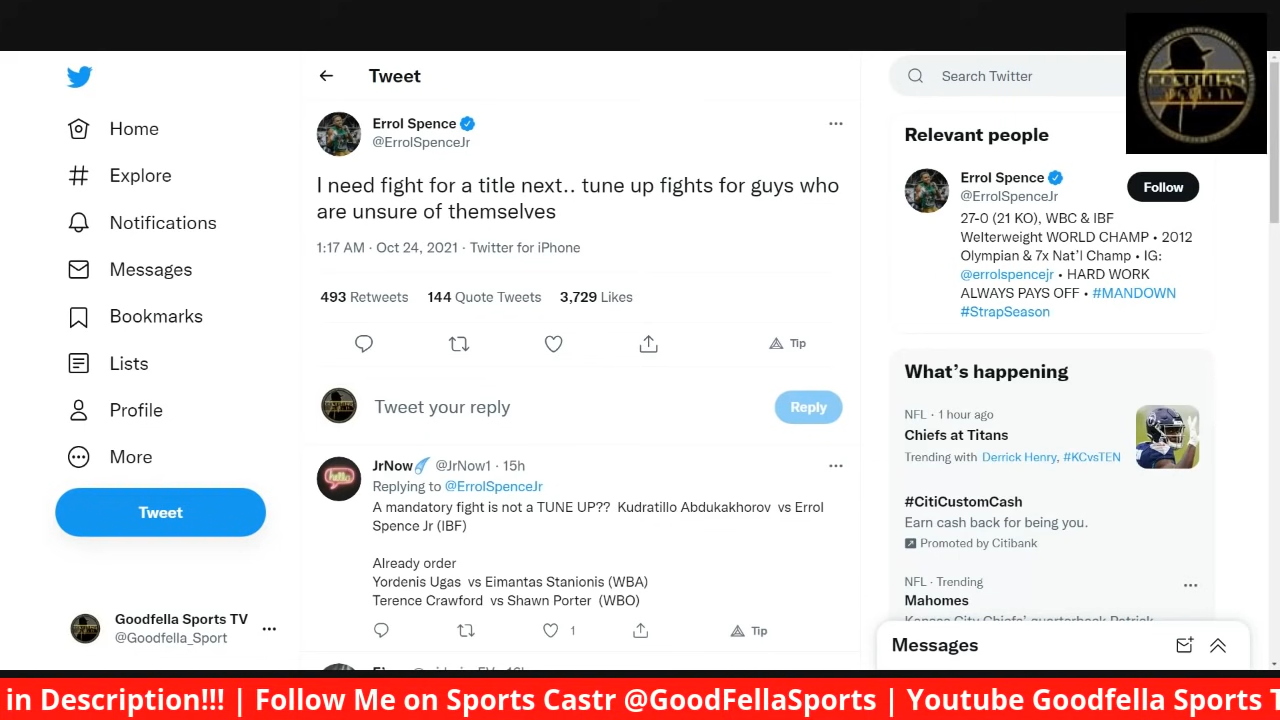 Tweet
Search Twitter
GOODFELLA'S
SPORTS TV
Home
Explore
Notifications
Messages
Bookmarks
Lists
Profile
More
Tweet
Goodfella Sports TV
@Goodfella_Sport
Errol Spence
@ErrolSpenceJr
I need fight for a title next.. tune up fights for guys who
are unsure of themselves
1:17 AM · Oct 24, 2021 · Twitter for iPhone
493 Retweets 144 Quote Tweets 3,729 Likes
Tip
Tweet your reply
Reply
JrNow @JrNow1 · 15h
Replying to @ErrolSpenceJr
A mandatory fight is not a TUNE UP?? Kudratillo Abdukakhorov vs Errol
Spence Jr (IBF)
Already order
Yordenis Ugas vs Eimantas Stanionis (WBA)
Terence Crawford vs Shawn Porter (WBO)
1
Tip
Relevant people
Errol Spence
@ErrolSpenceJr
Follow
27-0 (21 KO), WBC & IBF
Welterweight WORLD CHAMP • 2012
Olympian & 7x Nat'l Champ • IG:
@errolspencejr • HARD WORK
ALWAYS PAYS OFF • #MANDOWN
#StrapSeason
What's happening
NFL · 1 hour ago
Chiefs at Titans
Trending with Derrick Henry, #KCvsTEN
#CitiCustomCash
Earn cash back for being you.
Promoted by Citibank
NFL · Trending
Mahomes
Kansas City Chiefs' quarterback Patrick
Messages
in Description!!! | Follow Me on Sports Castr @GoodFellaSports | Youtube Goodfella Sports T